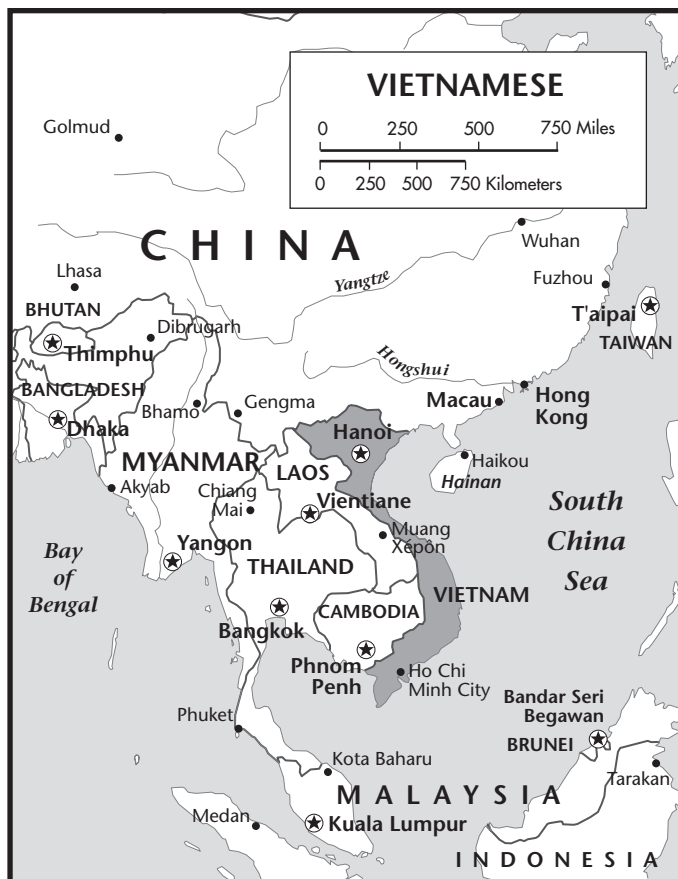 VIETNAMESE
0 250 500 750 Miles
0 250 500 750 Kilometers
Golmud
CHINA
Wuhan
Yangtze
Lhasa
Fuzhou
BHUTAN
T'aipai
Dibrugarh
Thimphu
TAIWAN
Hongshui
BANGLADESH
Macau
Hong
Kong
Bhamo
Gengma
Dhaka
Hanoi
MYANMAR
LAOS
Haikou
Hainan
Akyab
Chiang
Mai
Vientiane
South
China
Sea
Muang
Xépôn
Yangon
Bay
of
Bengal
THAILAND
VIETNAM
CAMBODIA
Bangkok
Phnom
Penh
Ho Chi
Minh City
Bandar Seri
Begawan
Phuket
BRUNEI
Kota Baharu
Tarakan
MALAYSIA
Medan
Kuala Lumpur
INDONESIA